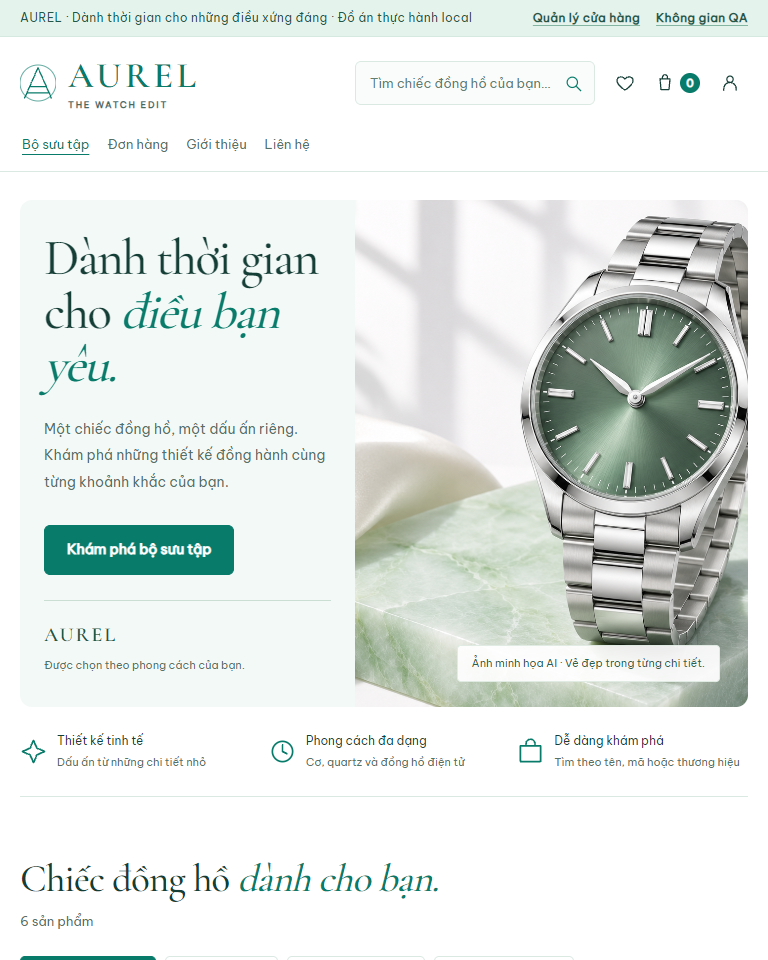 AUREL · Dành thời gian cho những điều xứng đáng · Đồ án thực hành local
Quản lý cửa hàng
Không gian QA
AUREL
THE WATCH EDIT
Tìm chiếc đồng hồ của bạn...
0
Bộ sưu tập
Đơn hàng
Giới thiệu
Liên hệ
Dành thời gian
cho điều bạn
yêu.
Một chiếc đồng hồ, một dấu ấn riêng.
Khám phá những thiết kế đồng hành cùng
từng khoảnh khắc của bạn.
Khám phá bộ sưu tập
AUREL
Được chọn theo phong cách của bạn.
Ảnh minh họa AI · Vẻ đẹp trong từng chi tiết.
Thiết kế tinh tế
Dấu ấn từ những chi tiết nhỏ
Phong cách đa dạng
Cơ, quartz và đồng hồ điện tử
Dễ dàng khám phá
Tìm theo tên, mã hoặc thương hiệu
Chiếc đồng hồ dành cho bạn.
6 sản phẩm